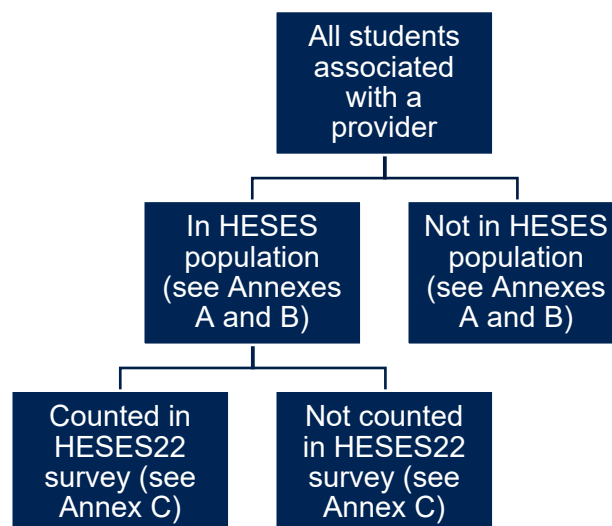 All students
associated
with a
provider
In HESES
population
(see Annexes
A and B)
Not in HESES
population
(see Annexes
A and B)
Counted in
HESES22
survey (see
Annex C)
Not counted
in HESES22
survey (see
Annex C)